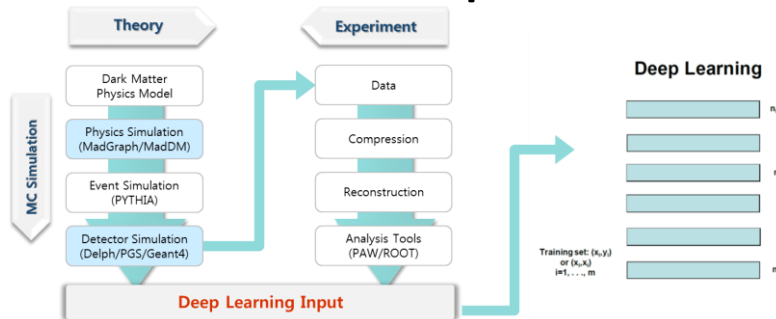 Theory
Experiment
MC Simulation
Dark Matter
Physics Model
Physics Simulation
(MadGraph/MadDM)
Event Simulation
(PYTHIA)
Detector Simulation
(Delph/PGS/Geant4)
Data
Compression
Reconstruction
Analysis Tools
(PAW/ROOT)
Deep Learning Input
Deep Learning
Training set: (xᵢ,yᵢ)
or (xᵢ,xᵢ)
i=1, . . ., m